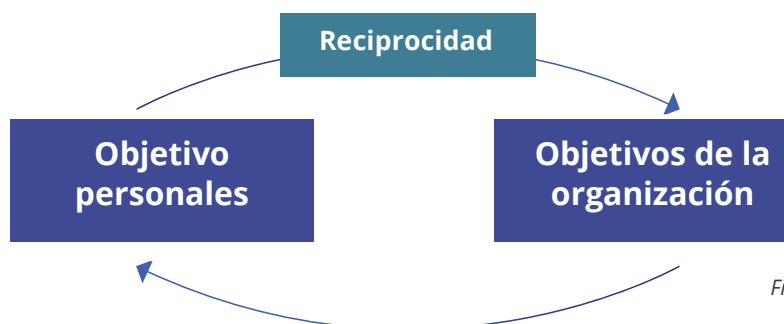 Reciprocidad
Objetivo
personales
Objetivos de la
organización